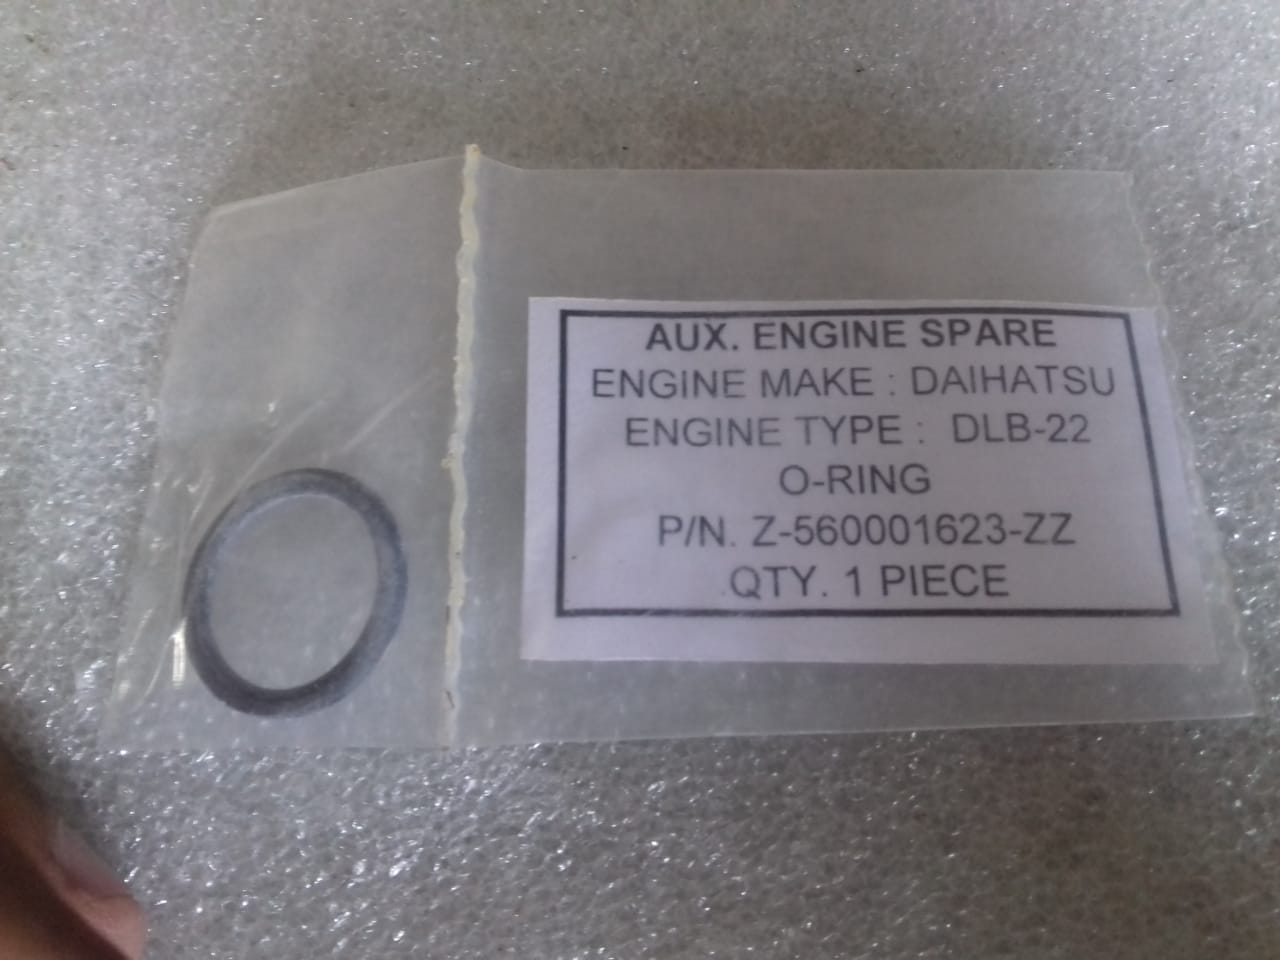 AUX. ENGINE SPARE
ENGINE MAKE : DAIHATSU
ENGINE TYPE : DLB-22
O-RING
P/N. Z-560001623-ZZ
QTY. 1 PIECE